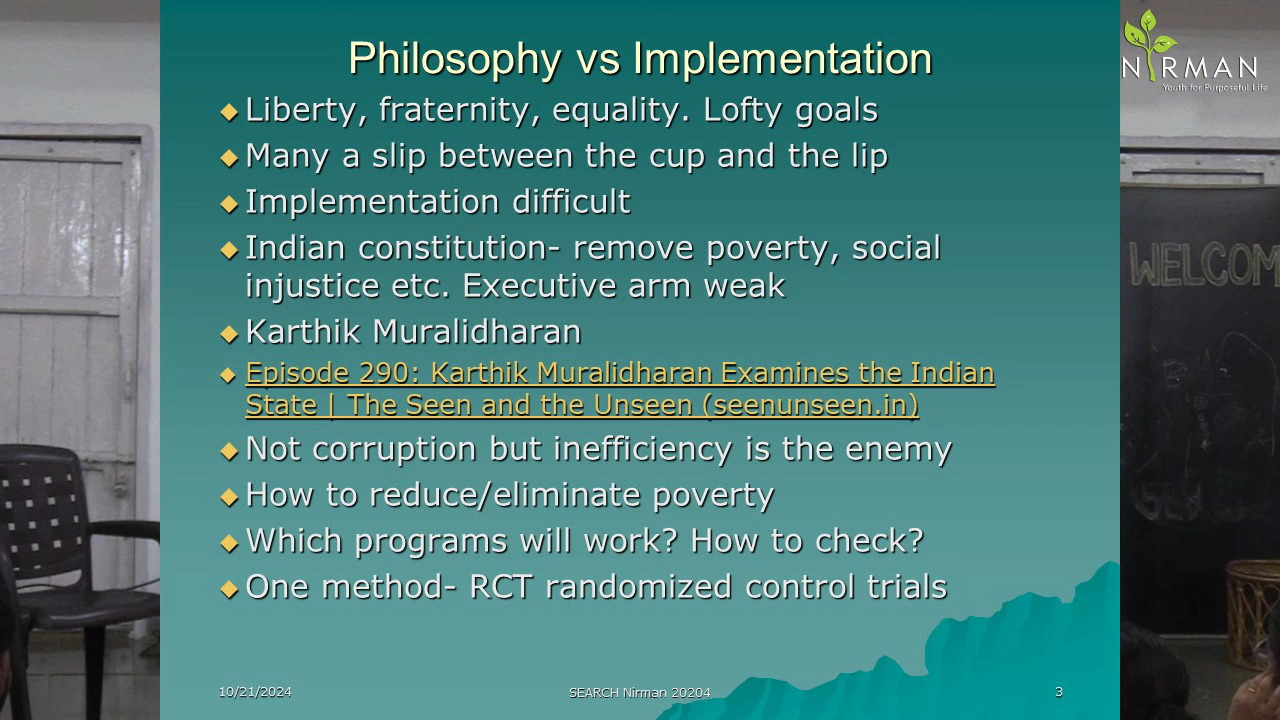 Philosophy vs Implementation
Liberty, fraternity, equality. Lofty goals
Many a slip between the cup and the lip
Implementation difficult
Indian constitution- remove poverty, social
injustice etc. Executive arm weak
Karthik Muralidharan
Episode 290: Karthik Muralidharan Examines the Indian
State | The Seen and the Unseen (seenunseen.in)
Not corruption but inefficiency is the enemy
How to reduce/eliminate poverty
Which programs will work? How to check?
One method- RCT randomized control trials
10/21/2024
SEARCH Nirman 20204
3
NIRMAN
Youth for Purposeful Life
WELCOM